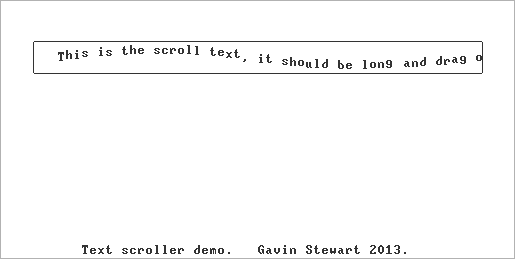 This is the scroll text, it should be long and drag o
Text scroller demo. Gavin Stewart 2013.